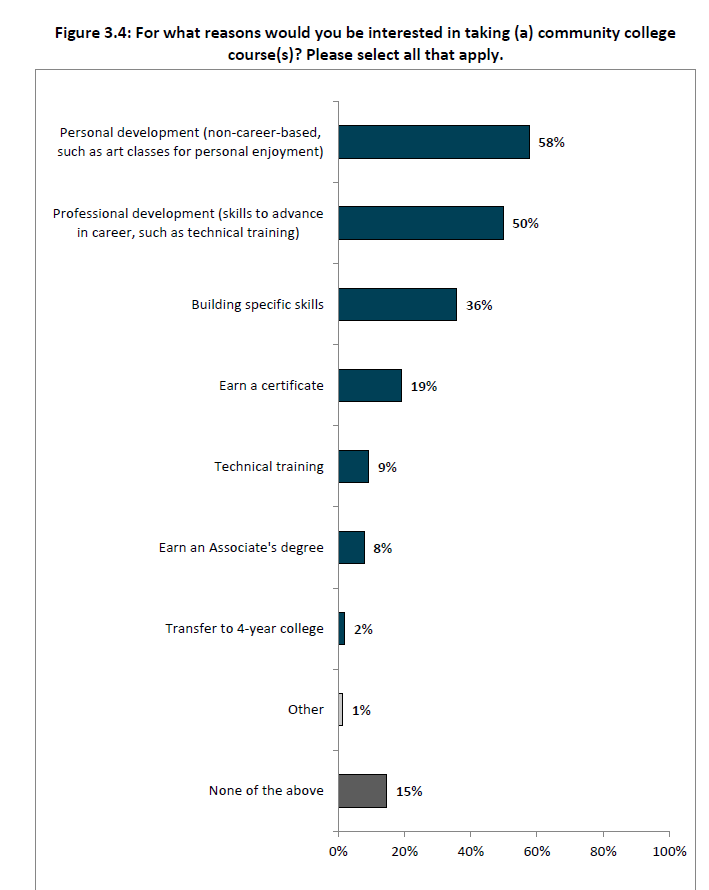 Figure 3.4: For what reasons would you be interested in taking (a) community college
course(s)? Please select all that apply.
Personal development (non-career-based,
such as art classes for personal enjoyment)
58%
Professional development (skills to advance
in career, such as technical training)
50%
Building specific skills
36%
Earn a certificate
19%
Technical training
9%
Earn an Associate's degree
8%
Transfer to 4-year college
2%
Other
1%
None of the above
15%
0% 20% 40% 60% 80% 100%